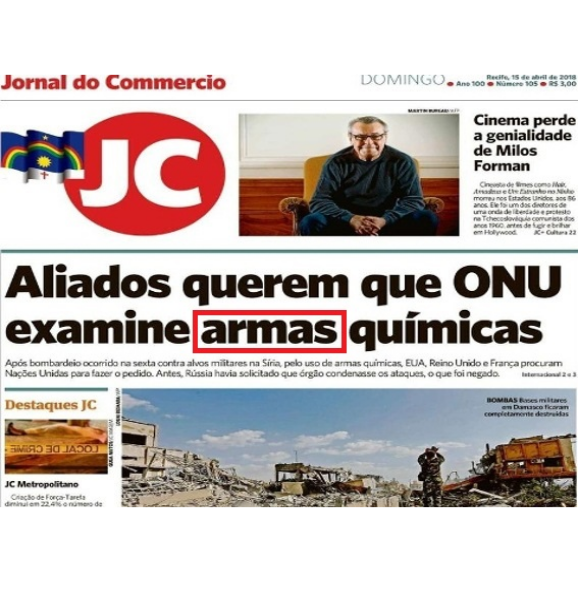 Jornal do Commercio
DOMINGO
Recife, 15 de abril de 2018
Ano 100 Número 105 R$ 3,00
JC
Cinema perde
a genialidade
de Milos
Forman
Cineasta de filmes como Hair,
Amadeus e Um Estranho no Ninho
morreu nos Estados Unidos, aos 86
anos. Ele foi um dos diretores de
uma onda de liberdade e protesto
na Tchecoslováquia comunista dos
anos 1960, antes de fugir e brilhar
em Hollywood. JC+ Cultura 22
Aliados querem que ONU
examine armas químicas
Após bombardeio ocorrido na sexta contra alvos militares na Síria, pelo uso de armas químicas, EUA, Reino Unido e França procuram
Nações Unidas para fazer o pedido. Antes, Rússia havia solicitado que órgão condenasse os ataques, o que foi negado. Internacional 2 e 3
Destaques JC
LOCAL DE CRIME
JC Metropolitano
Criação de Força-Tarefa
diminui em 22,4% o número de
BOMBAS Bases militares
em Damasco ficaram
completamente destruídas